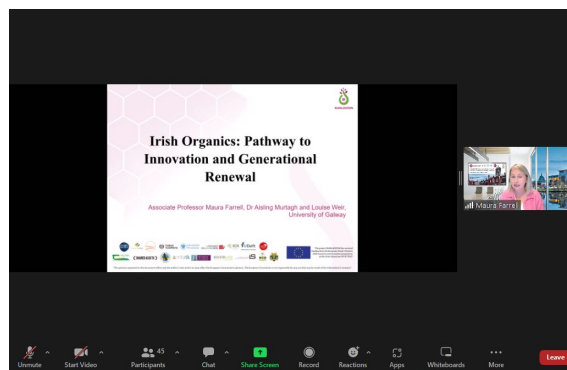 Irish Organics: Pathway to
Innovation and Generational
Renewal
Associate Professor Maura Farrell, Dr Aisling Murtagh and Louise Weir,
University of Galway
Maura Farrell
Unmute
Start Video
45
Participants
Chat
Share Screen
Record
Reactions
Apps
Whiteboards
More
Leave